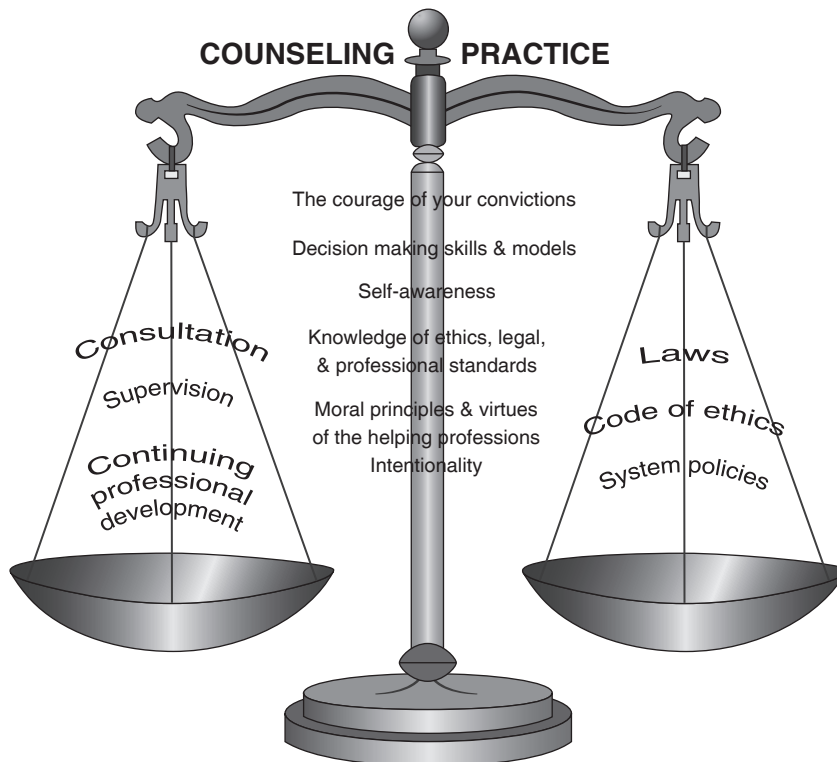 COUNSELING PRACTICE
The courage of your convictions
Decision making skills & models
Self-awareness
Knowledge of ethics, legal,
& professional standards
Moral principles & virtues
of the helping professions
Intentionality
Consultation
Supervision
Continuing
professional
development
Laws
Code of ethics
System policies